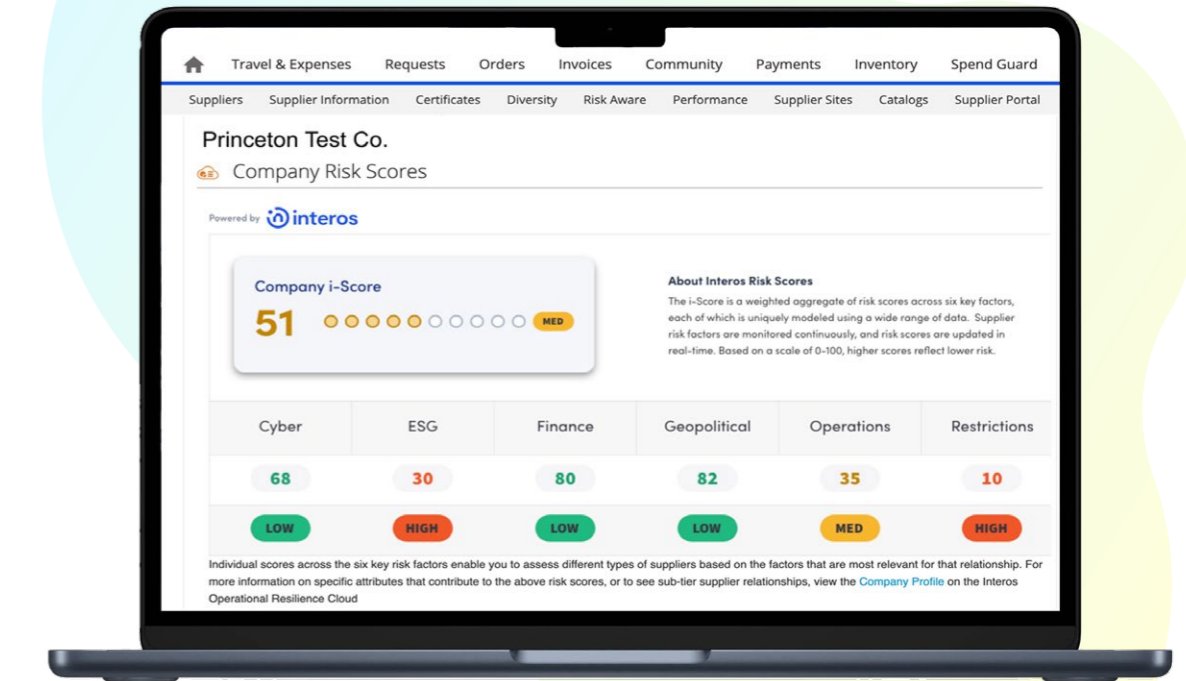 Travel & Expenses Requests Orders Invoices Community Payments Inventory Spend Guard
Suppliers Supplier Information Certificates Diversity Risk Aware Performance Supplier Sites Catalogs Supplier Portal
Princeton Test Co.
Company Risk Scores
Powered by interos
Company i-Score
51 MED
About Interos Risk Scores
The i-Score is a weighted aggregate of risk scores across six key factors,
each of which is uniquely modeled using a wide range of data. Supplier
risk factors are monitored continuously, and risk scores are updated in
real-time. Based on a scale of 0-100, higher scores reflect lower risk.
Cyber ESG Finance Geopolitical Operations Restrictions
68 30 80 82 35 10
LOW HIGH LOW LOW MED HIGH
Individual scores across the six key risk factors enable you to assess different types of suppliers based on the factors that are most relevant for that relationship. For
more information on specific attributes that contribute to the above risk scores, or to see sub-tier supplier relationships, view the Company Profile on the Interos
Operational Resilience Cloud